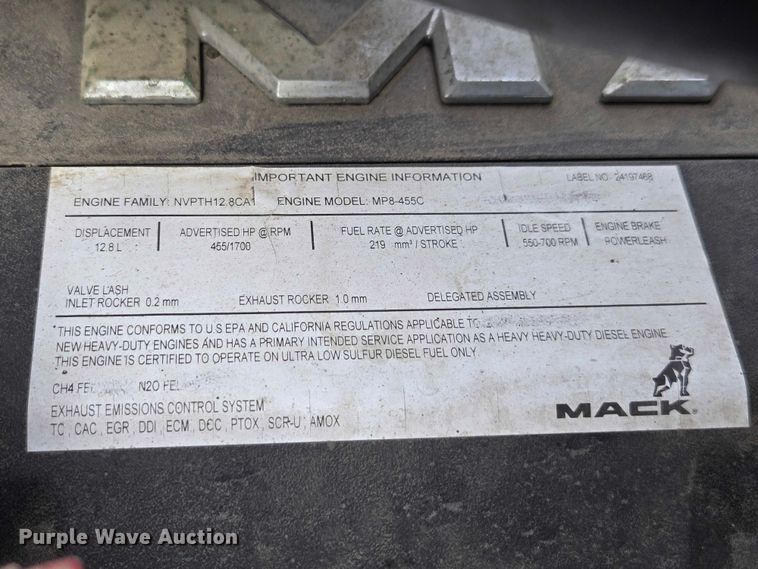 IMPORTANT ENGINE INFORMATION LABEL NO. 24197468
ENGINE FAMILY: NVPTH12.8CA1 ENGINE MODEL: MP8-455C
DISPLACEMENT ADVERTISED HP @ RPM FUEL RATE @ ADVERTISED HP IDLE SPEED ENGINE BRAKE
12.8 L 455/1700 219 mm³ / STROKE 550-700 RPM POWERLEASH
VALVE LASH
INLET ROCKER 0.2 mm EXHAUST ROCKER 1.0 mm DELEGATED ASSEMBLY
THIS ENGINE CONFORMS TO U.S EPA AND CALIFORNIA REGULATIONS APPLICABLE TO
NEW HEAVY-DUTY ENGINES AND HAS A PRIMARY INTENDED SERVICE APPLICATION AS A HEAVY HEAVY-DUTY DIESEL ENGINE.
THIS ENGINE IS CERTIFIED TO OPERATE ON ULTRA LOW SULFUR DIESEL FUEL ONLY
CH4 FEL N2O FEL
EXHAUST EMISSIONS CONTROL SYSTEM
TC , CAC , EGR , DDI , ECM , DOC , PTOX , SCR-U , AMOX
MACK
Purple Wave Auction